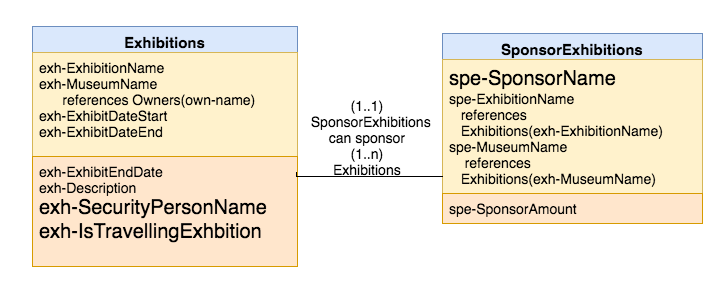 Exhibitions
exh-ExhibitionName
exh-MuseumName
references Owners(own-name)
exh-ExhibitDateStart
exh-ExhibitDateEnd
exh-ExhibitEndDate
exh-Description
exh-SecurityPersonName
exh-IsTravellingExhbition
(1..1)
SponsorExhibitions
can sponsor
(1..n)
Exhibitions
SponsorExhibitions
spe-SponsorName
spe-ExhibitionName
references
Exhibitions(exh-ExhibitionName)
spe-MuseumName
references
Exhibitions(exh-MuseumName)
spe-SponsorAmount